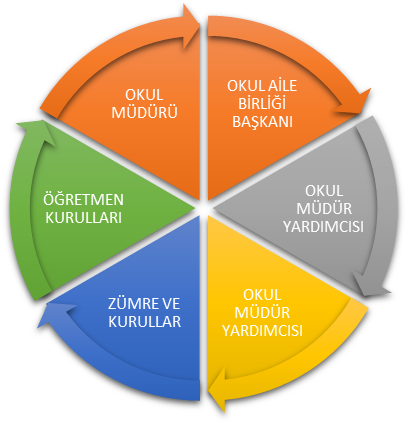 OKUL
MÜDÜRÜ
OKUL AİLE
BİRLİĞİ
BAŞKANI
OKUL
MÜDÜR
YARDIMCISI
OKUL
MÜDÜR
YARDIMCISI
ZÜMRE VE
KURULLAR
ÖĞRETMEN
KURULLARI